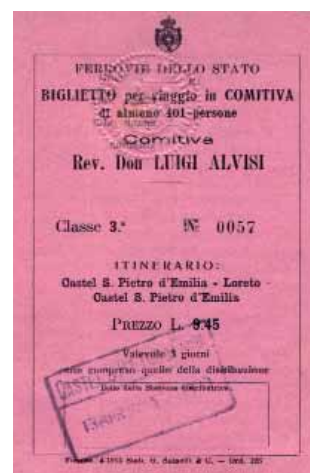 FERROVIE DELLO STATO
BIGLIETTO per viaggio in COMITIVA
di almeno 401 persone
Comitiva
Rev. Don LUIGI ALVISI
Classe 3.ª Nº 0057
ITINERARIO:
Castel S. Pietro d'Emilia - Loreto -
Castel S. Pietro d'Emilia
PREZZO L. 9.45
Valevole giorni
compreso quello della distribuzione
Bollo della Stazione distributrice
CASTEL